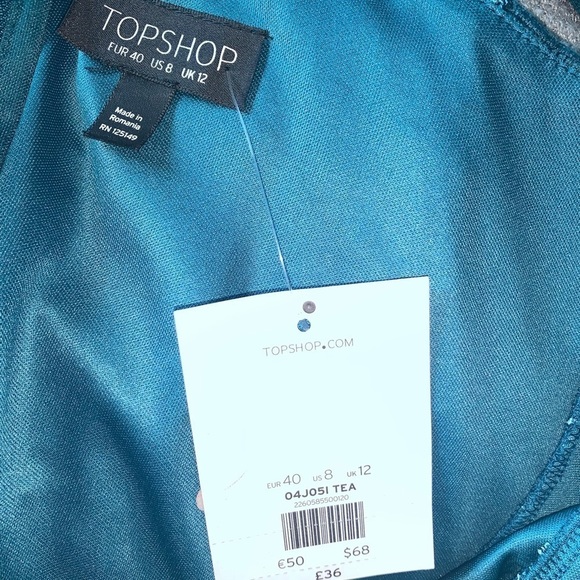 TOPSHOP
EUR 40 US 8 UK 12
Made in
Romania
RN 125149
TOPSHOP.COM
EUR 40 US 8 UK 12
04J05I TEA
2260585500120
€50 $68
£36